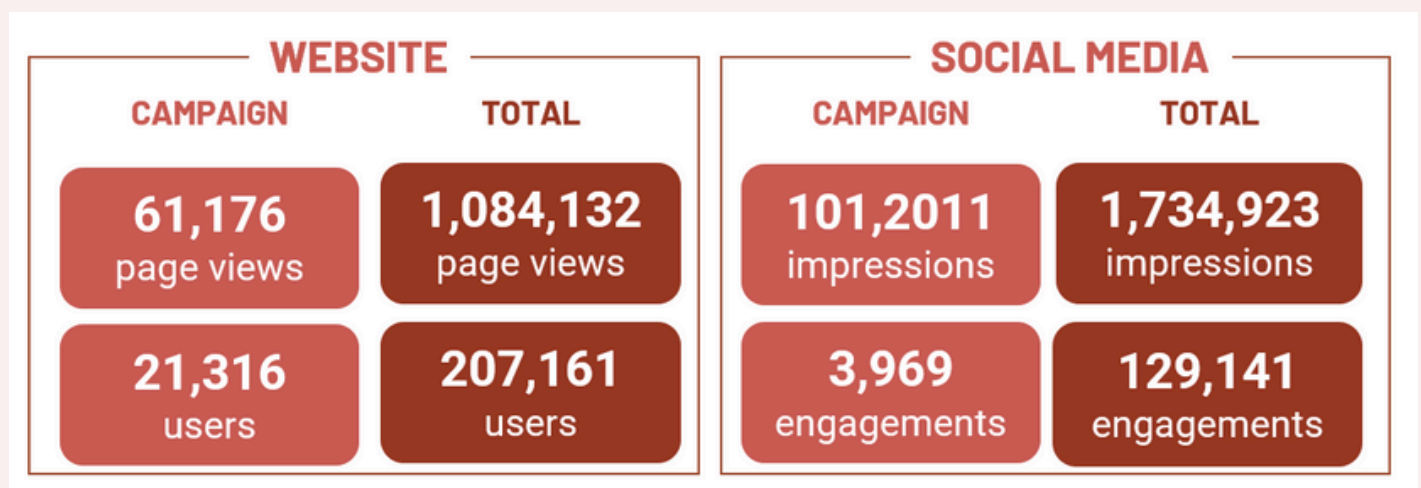 WEBSITE
CAMPAIGN
TOTAL
61,176
page views
1,084,132
page views
21,316
users
207,161
users
SOCIAL MEDIA
CAMPAIGN
TOTAL
101,2011
impressions
1,734,923
impressions
3,969
engagements
129,141
engagements